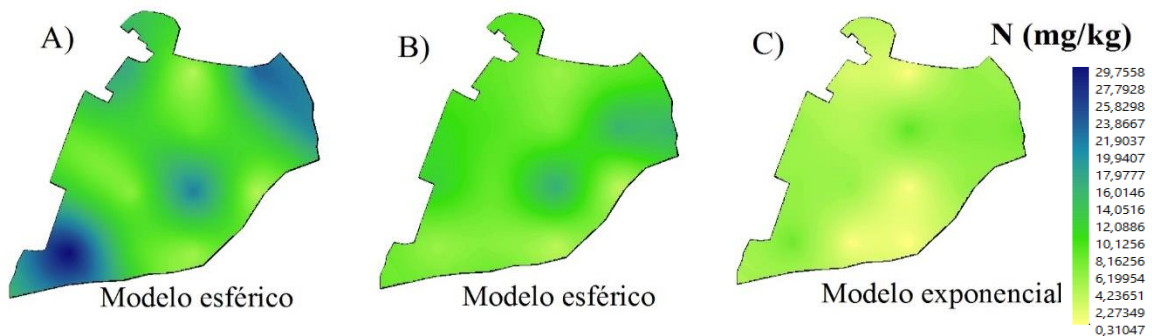 A)
B)
C)
N (mg/kg)
29,7558
27,7928
25,8298
23,8667
21,9037
19,9407
17,9777
16,0146
14,0516
12,0886
10,1256
8,16256
6,19954
4,23651
2,27349
0,31047
Modelo esférico
Modelo esférico
Modelo exponencial